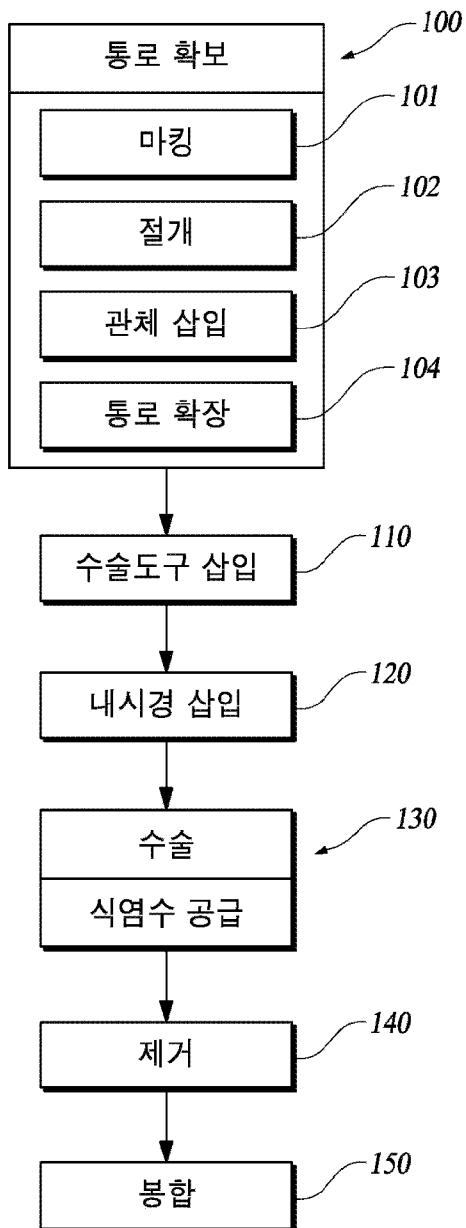 통로 확보
100
마킹
101
절개
102
관체 삽입
103
통로 확장
104
수술도구 삽입
110
내시경 삽입
120
수술
130
식염수 공급
제거
140
봉합
150